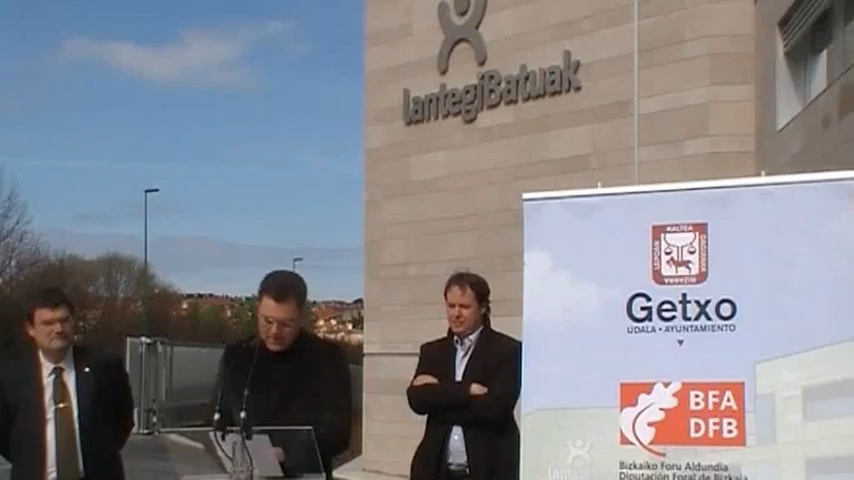 lantegiBatuak
Getxo
UDALA • AYUNTAMIENTO
BFA
DFB
Bizkaiko Foru Aldundia
Diputación Foral de Bizkaia